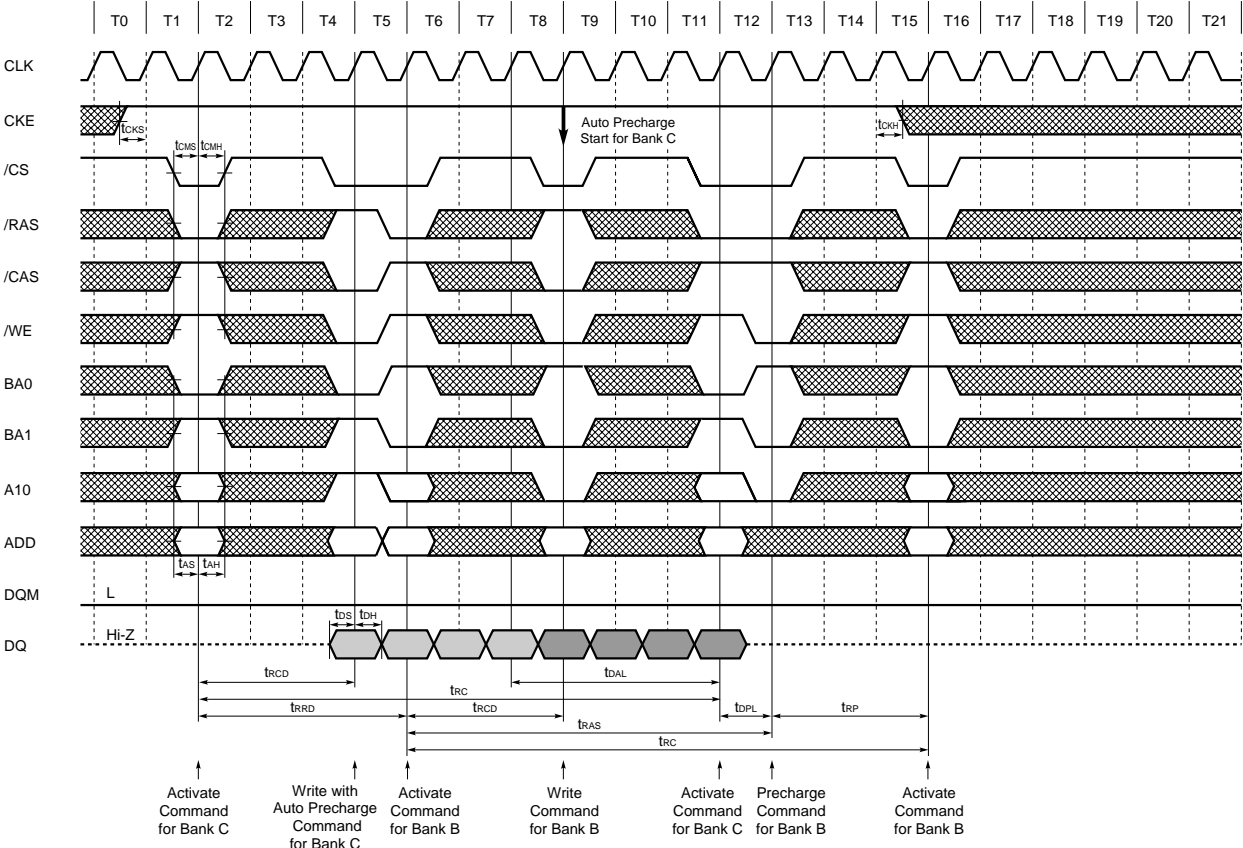 T0 T1 T2 T3 T4 T5 T6 T7 T8 T9 T10 T11 T12 T13 T14 T15 T16 T17 T18 T19 T20 T21
CLK
CKE
tCKS
Auto Precharge
Start for Bank C
tCKH
tCMS tCMH
/CS
/RAS
/CAS
/WE
BA0
BA1
A10
ADD
tAS tAH
DQM
L
tDS tDH
DQ
Hi-Z
tRCD
tDAL
tRC
tRRD
tRCD
tDPL
tRP
tRAS
tRC
Activate
Command
for Bank C
Write with
Auto Precharge
Command
for Bank C
Activate
Command
for Bank B
Write
Command
for Bank B
Activate
Command
for Bank C
Precharge
Command
for Bank B
Activate
Command
for Bank B